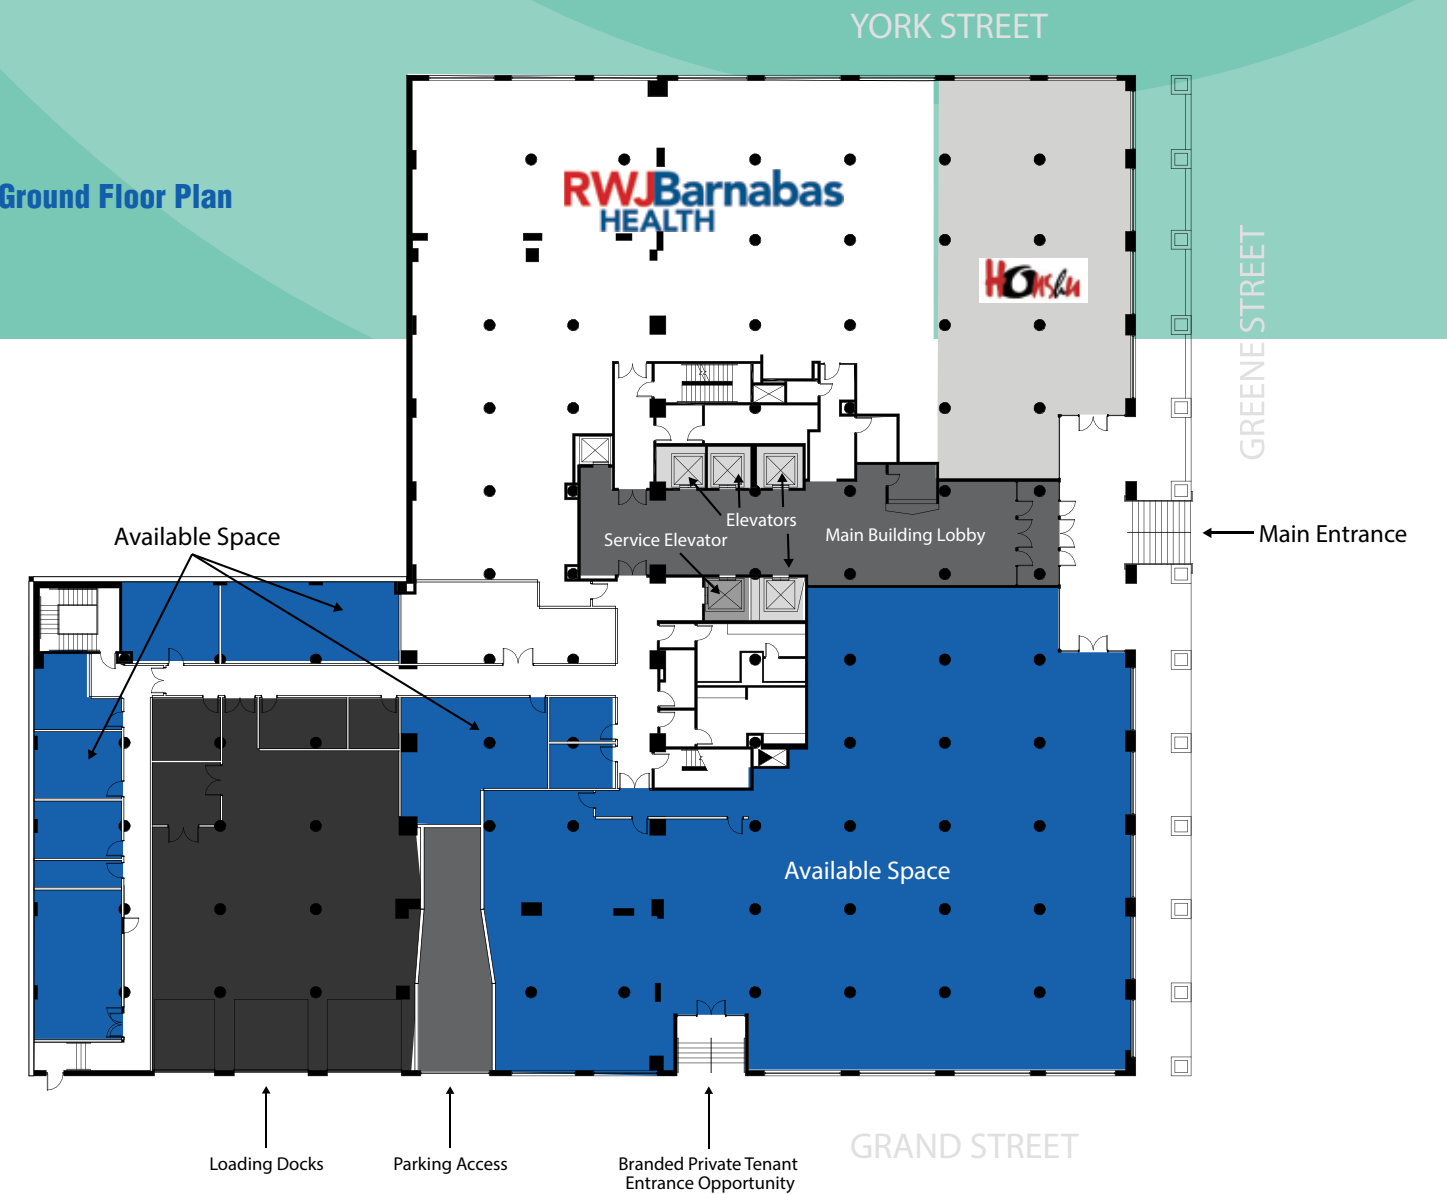 YORK STREET
Ground Floor Plan
RWJBarnabas
HEALTH
Honshu
GREENE STREET
Available Space
Elevators
Service Elevator
Main Building Lobby
Main Entrance
Available Space
Loading Docks
Parking Access
Branded Private Tenant
Entrance Opportunity
GRAND STREET